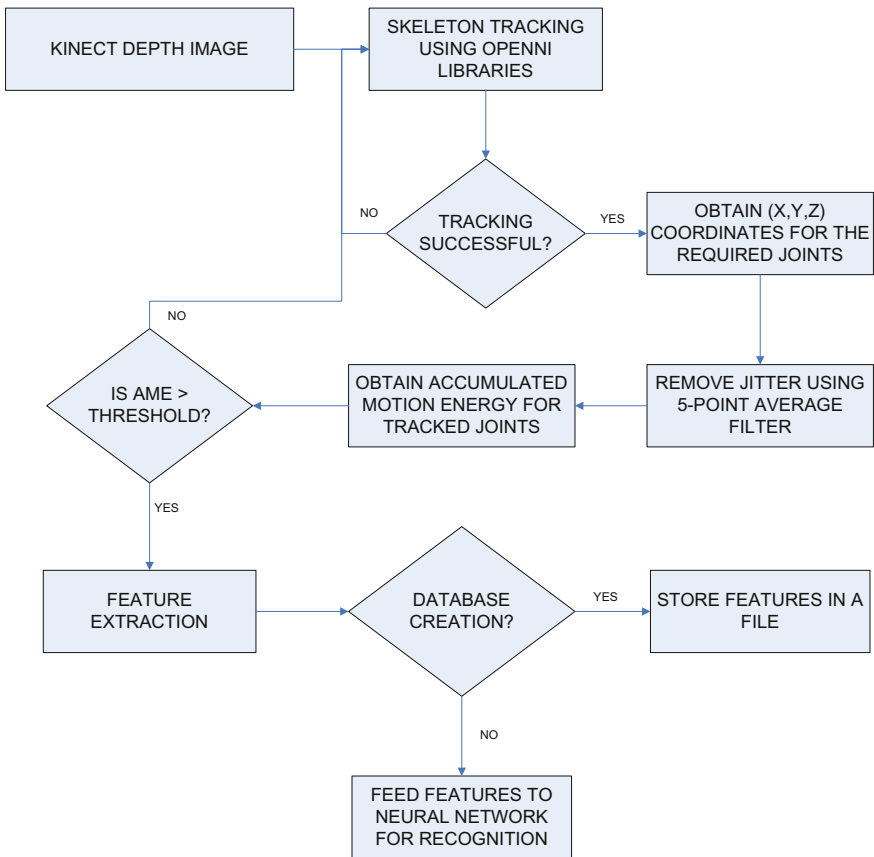 KINECT DEPTH IMAGE
SKELETON TRACKING
USING OPENNI
LIBRARIES
TRACKING
SUCCESSFUL?
NO
YES
OBTAIN (X,Y,Z)
COORDINATES FOR THE
REQUIRED JOINTS
REMOVE JITTER USING
5-POINT AVERAGE
FILTER
OBTAIN ACCUMULATED
MOTION ENERGY FOR
TRACKED JOINTS
IS AME >
THRESHOLD?
NO
YES
FEATURE
EXTRACTION
DATABASE
CREATION?
YES
STORE FEATURES IN A
FILE
NO
FEED FEATURES TO
NEURAL NETWORK
FOR RECOGNITION